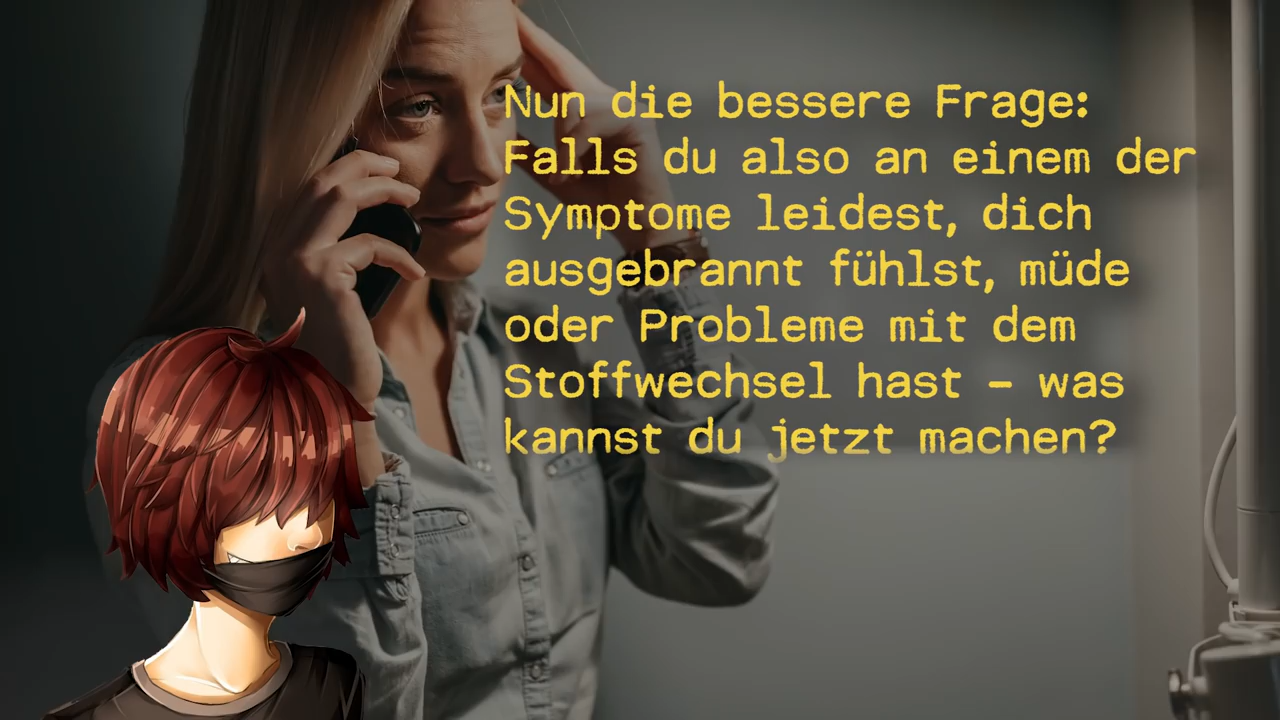 Nun die bessere Frage:
Falls du also an einem der
Symptome leidest, dich
ausgebrannt fühlst, müde
oder Probleme mit dem
Stoffwechsel hast – was
kannst du jetzt machen?